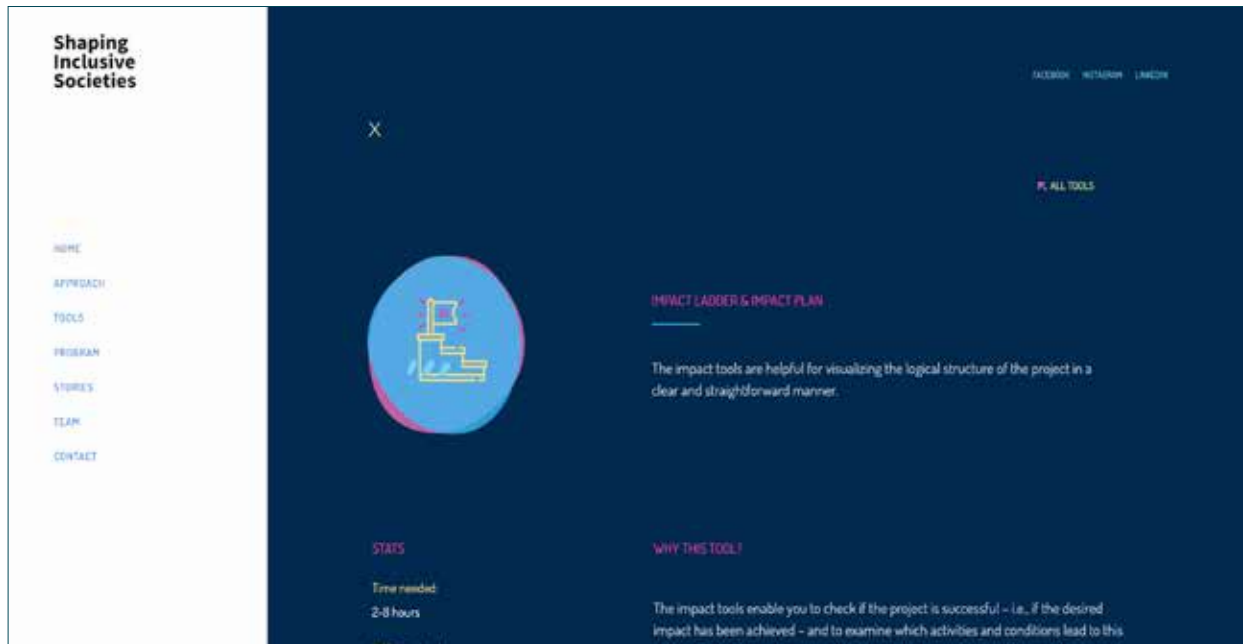 Shaping
Inclusive
Societies
FACEBOOK INSTAGRAM LINKEDIN
X
ALL TOOLS
HOME
APPROACH
TOOLS
PROGRAM
STORIES
TEAM
CONTACT
IMPACT LADDER & IMPACT PLAN
The impact tools are helpful for visualizing the logical structure of the project in a
clear and straightforward manner.
STATS
Time needed:
2-8 hours
WHY THIS TOOL?
The impact tools enable you to check if the project is successful – i.e., if the desired
impact has been achieved – and to examine which activities and conditions lead to this